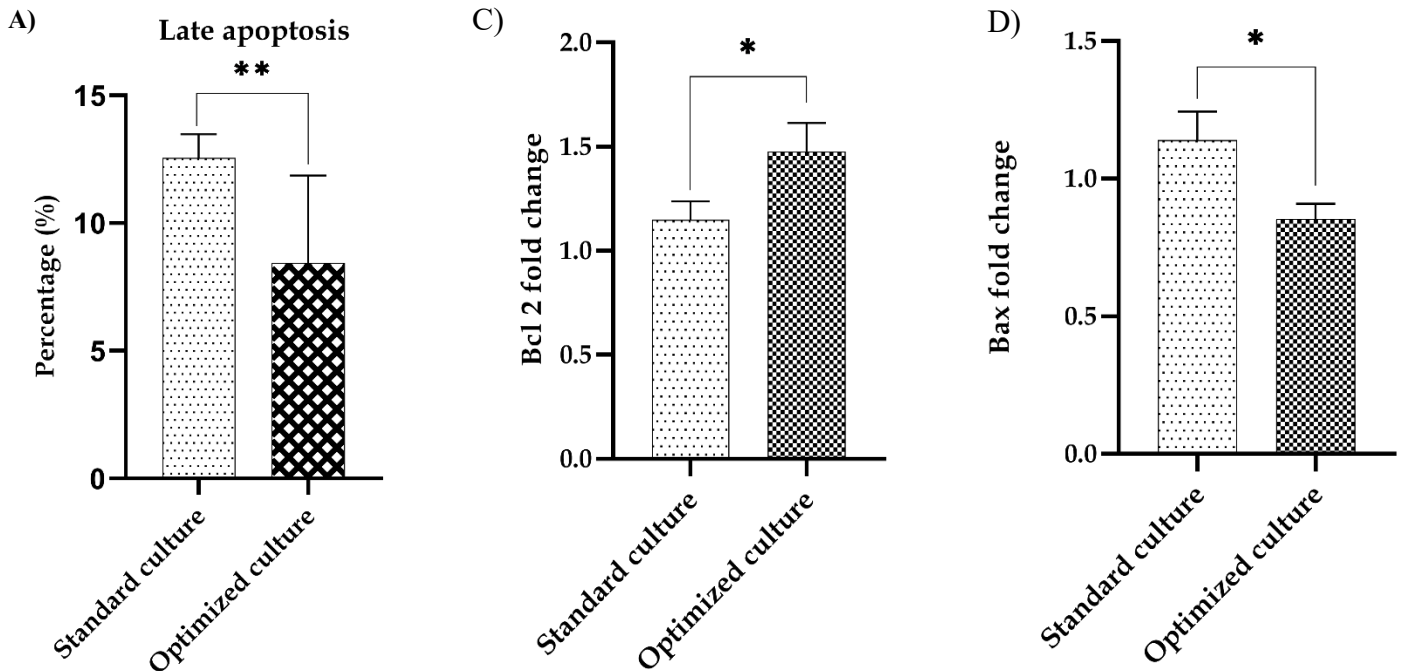 A)
Late apoptosis
**
15
10
5
0
Percentage (%)
Standard culture
Optimized culture
C)
*
2.0
1.5
1.0
0.5
0.0
Bcl 2 fold change
Standard culture
Optimized culture
D)
*
1.5
1.0
0.5
0.0
Bax fold change
Standard culture
Optimized culture